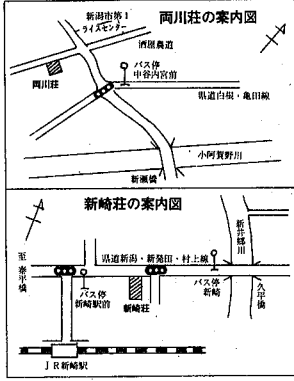 両川荘の案内図
新潟市第1
ライスセンター
酒屋農道
両川荘
バス停
中谷内宮前
県道白根・亀田線
小阿賀野川
新瀬橋
新崎荘の案内図
至
泰平橋
県道新潟・新発田・村上線
新井郷川
バス停
新崎駅前
新崎荘
バス停
新崎
久平橋
JR新崎駅